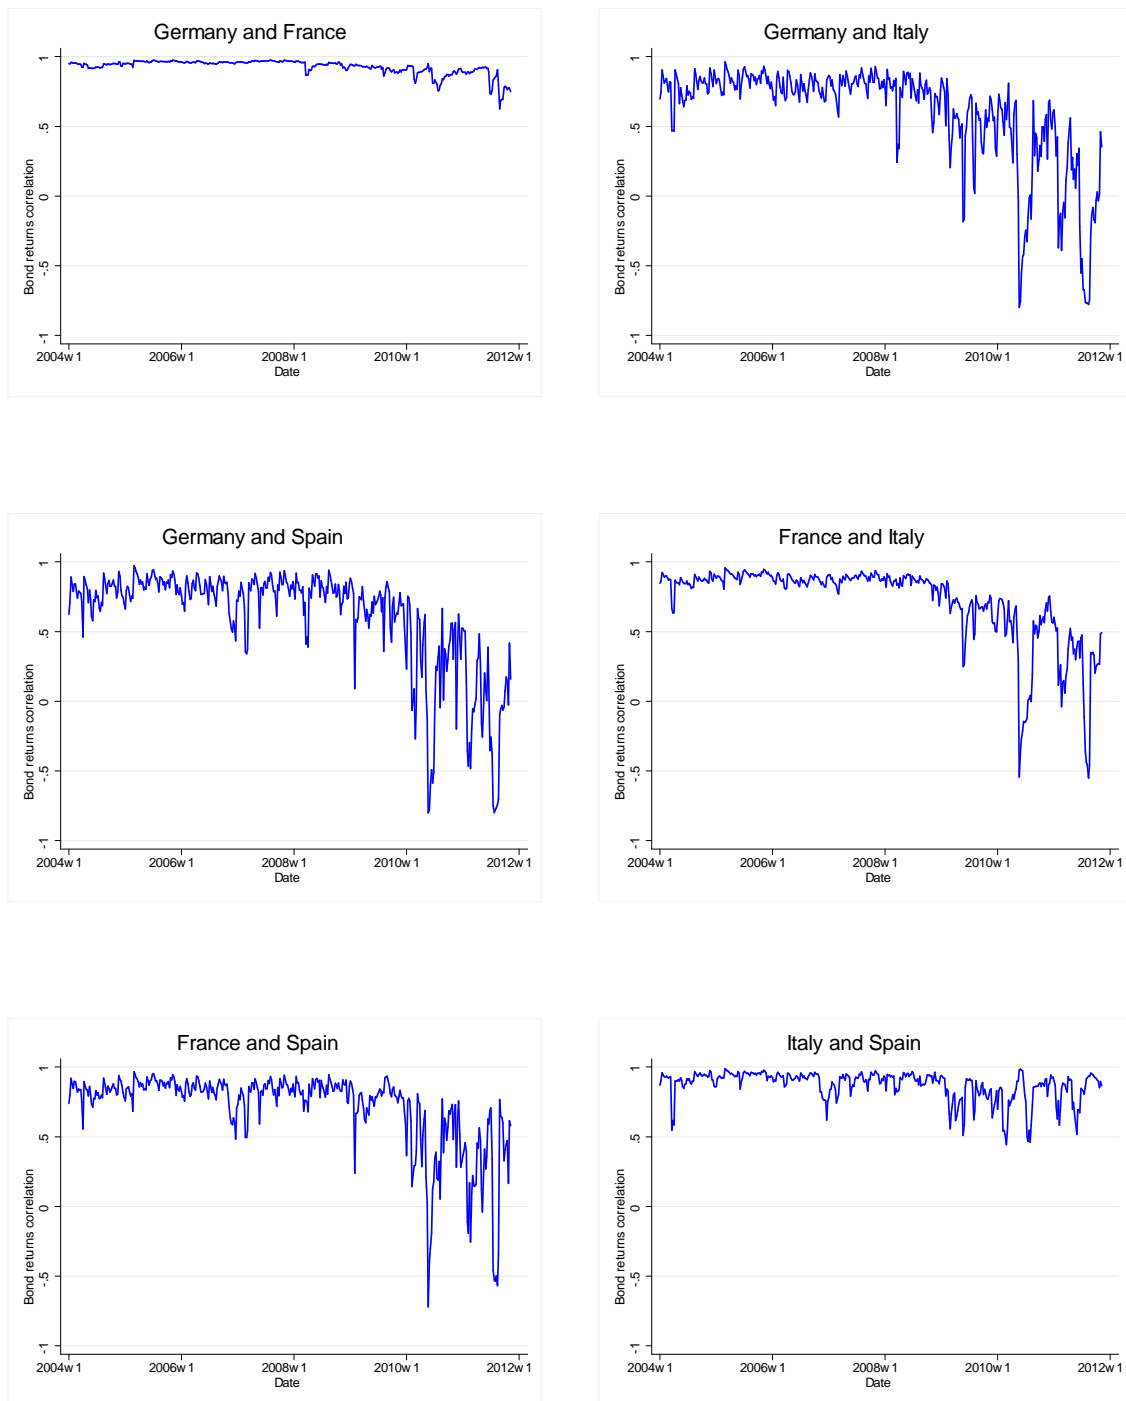 Germany and France
Bond returns correlation
1
.5
0
-.5
-1
2004w1 2006w1 2008w1 2010w1 2012w1
Date
Germany and Italy
Bond returns correlation
1
.5
0
-.5
-1
2004w1 2006w1 2008w1 2010w1 2012w1
Date
Germany and Spain
Bond returns correlation
1
.5
0
-.5
-1
2004w1 2006w1 2008w1 2010w1 2012w1
Date
France and Italy
Bond returns correlation
1
.5
0
-.5
-1
2004w1 2006w1 2008w1 2010w1 2012w1
Date
France and Spain
Bond returns correlation
1
.5
0
-.5
-1
2004w1 2006w1 2008w1 2010w1 2012w1
Date
Italy and Spain
Bond returns correlation
1
.5
0
-.5
-1
2004w1 2006w1 2008w1 2010w1 2012w1
Date